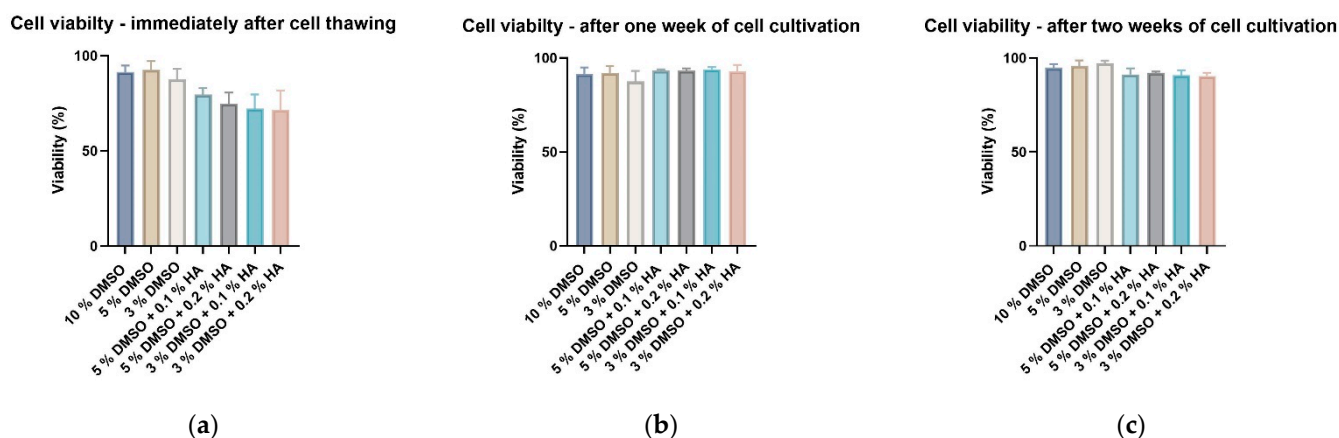 Cell viabilty - immediately after cell thawing
100
50
0
Viability (%)
10 % DMSO
5 % DMSO
3 % DMSO
5 % DMSO + 0.1 % HA
5 % DMSO + 0.2 % HA
3 % DMSO + 0.1 % HA
3 % DMSO + 0.2 % HA
(a)
Cell viability - after one week of cell cultivation
100
50
0
Viability (%)
10 % DMSO
5 % DMSO
3 % DMSO
5 % DMSO + 0.1 % HA
5 % DMSO + 0.2 % HA
3 % DMSO + 0.1 % HA
3 % DMSO + 0.2 % HA
(b)
Cell viability - after two weeks of cell cultivation
100
50
0
Viability (%)
10 % DMSO
5 % DMSO
3 % DMSO
5 % DMSO + 0.1 % HA
5 % DMSO + 0.2 % HA
3 % DMSO + 0.1 % HA
3 % DMSO + 0.2 % HA
(c)